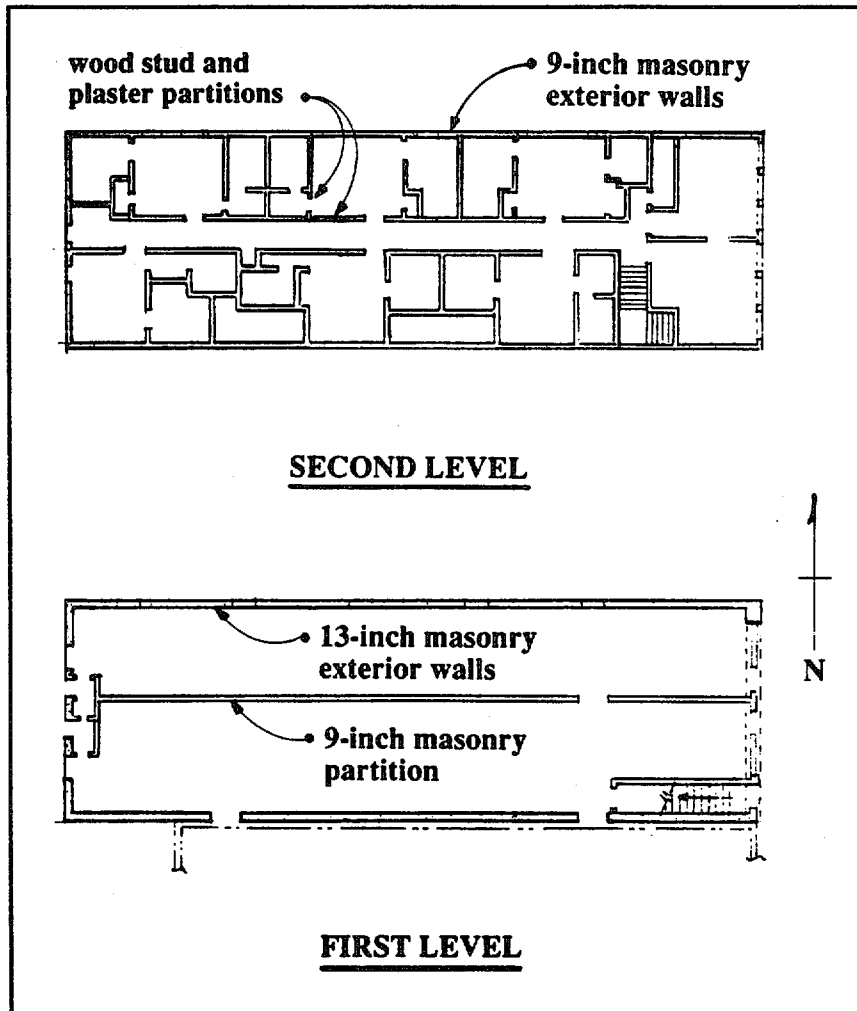 wood stud and
plaster partitions
9-inch masonry
exterior walls
SECOND LEVEL
13-inch masonry
exterior walls
N
9-inch masonry
partition
FIRST LEVEL